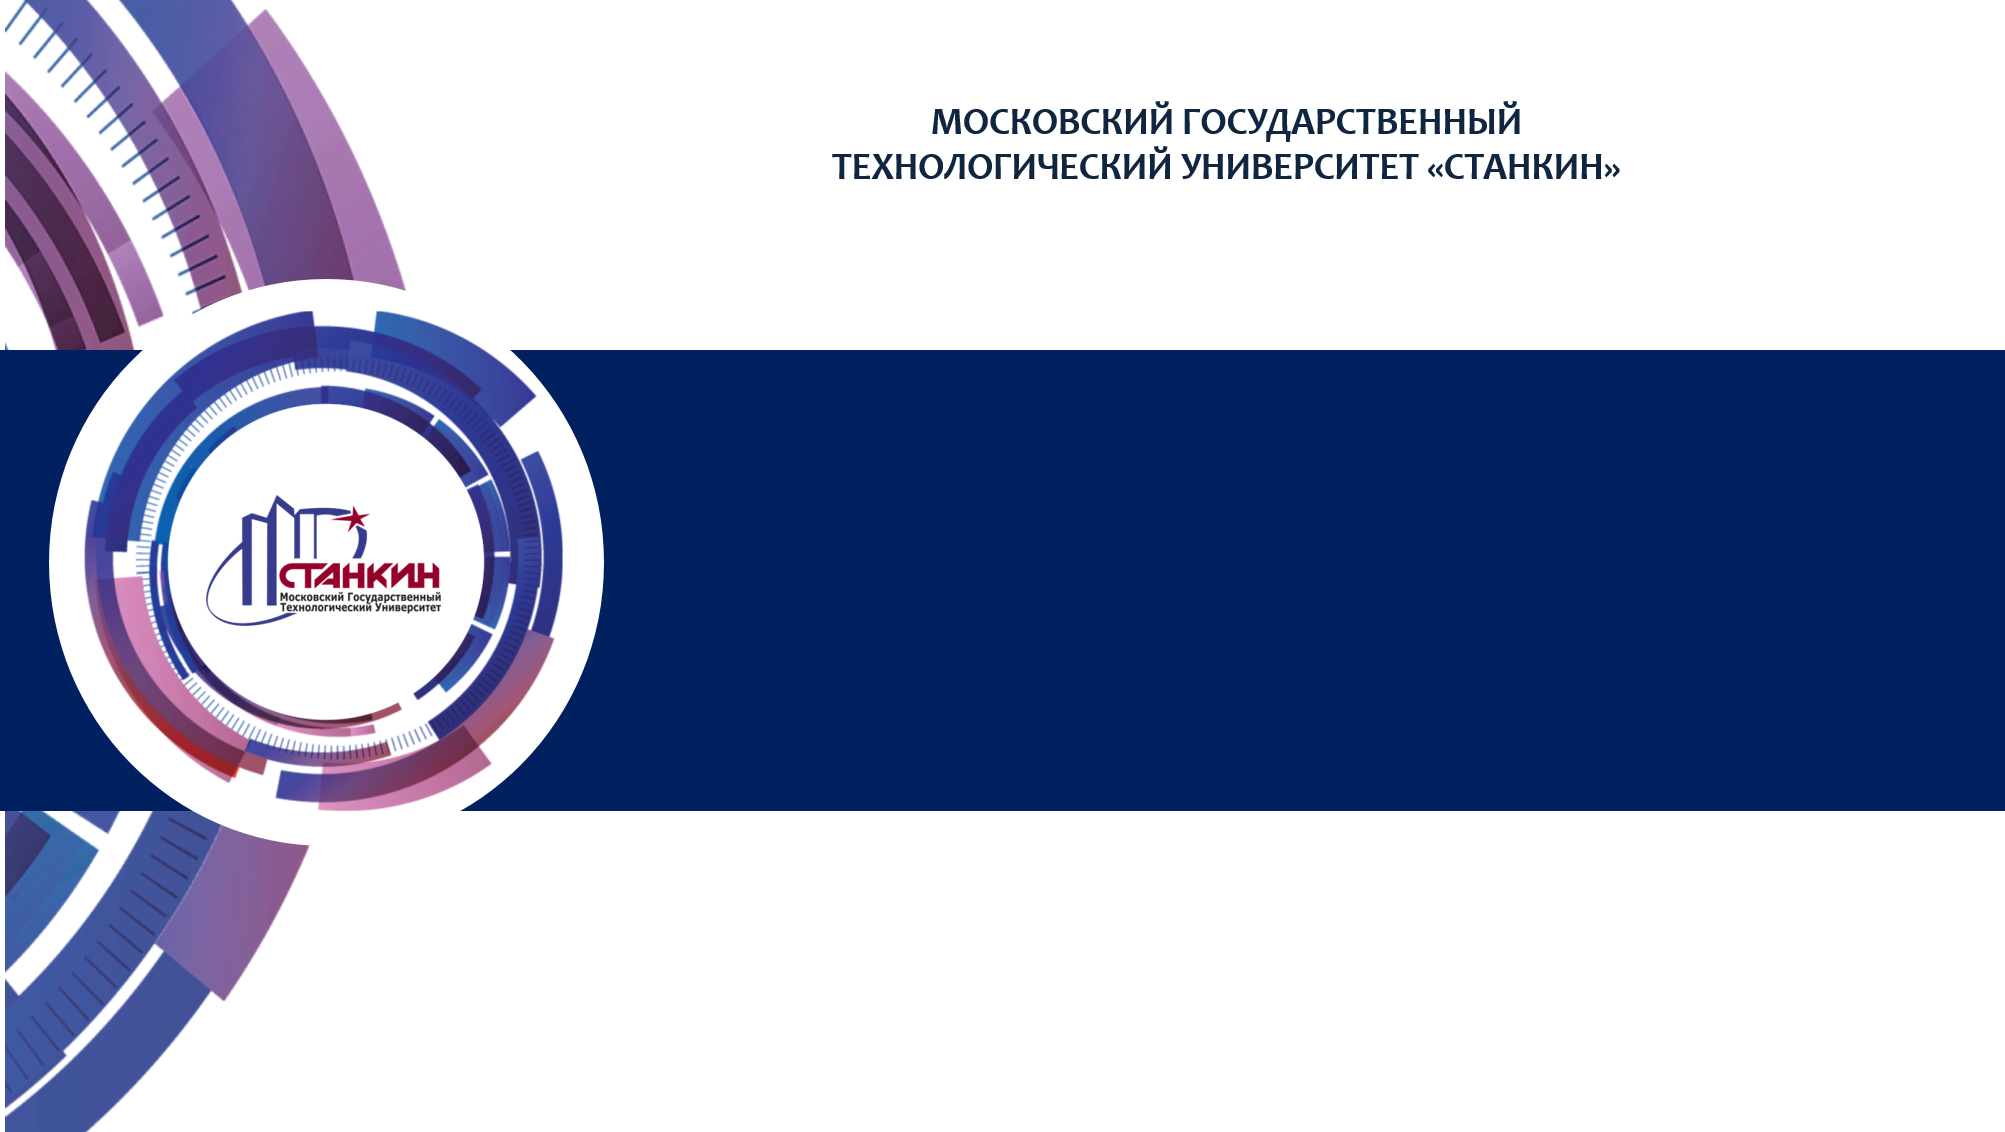 МОСКОВСКИЙ ГОСУДАРСТВЕННЫЙ
ТЕХНОЛОГИЧЕСКИЙ УНИВЕРСИТЕТ «СТАНКИН»
СТАНКИН
Московский Государственный
Технологический Университет